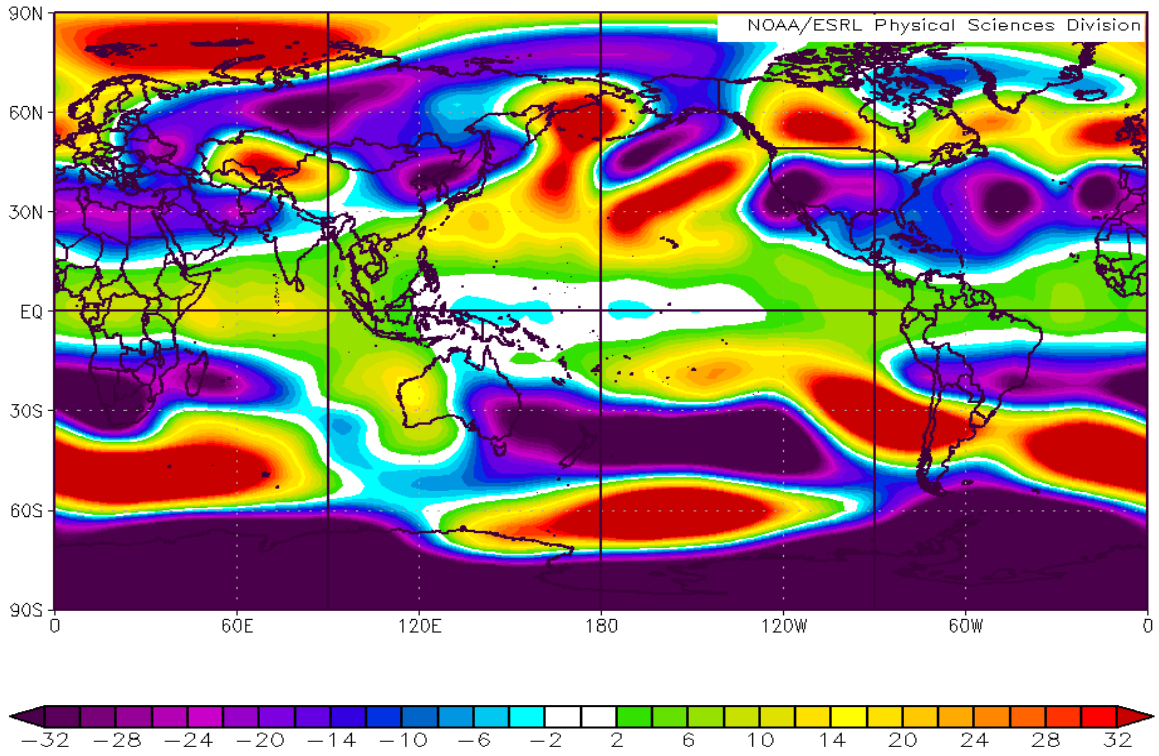 90N
NOAA/ESRL Physical Sciences Division
60N
30N
EQ
30S
60S
90S
0 60E 120E 180 120W 60W 0
−32 −28 −24 −20 −14 −10 −6 −2 2 6 10 14 20 24 28 32